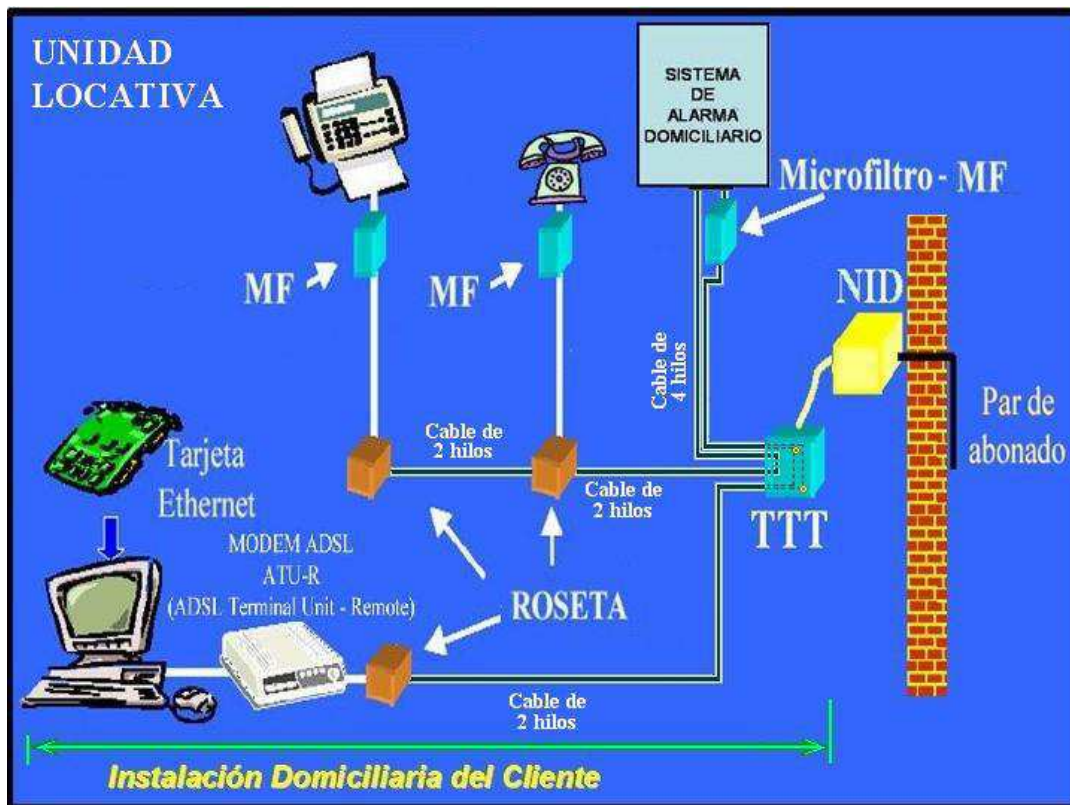 UNIDAD
LOCATIVA
SISTEMA
DE
ALARMA
DOMICILIARIO
Microfiltro - MF
MF
MF
NID
Cable de
4 hilos
Par de
abonado
Tarjeta
Ethernet
Cable de
2 hilos
Cable de
2 hilos
TTT
MODEM ADSL
ATU-R
(ADSL Terminal Unit - Remote)
ROSETA
Cable de
2 hilos
Instalación Domiciliaria del Cliente